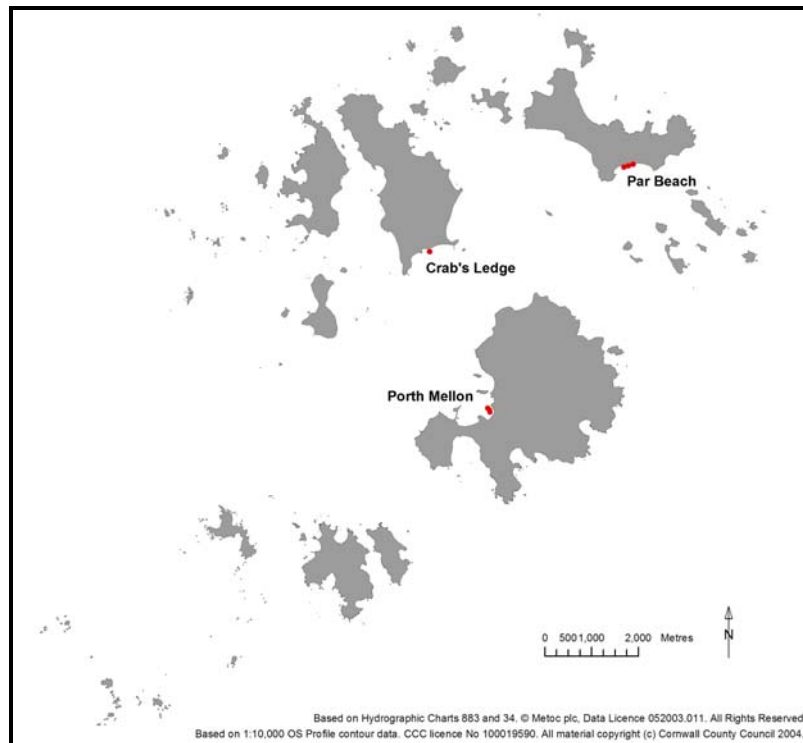 Par Beach
Crab's Ledge
Porth Mellon
0 500 1,000 2,000 Metres
N
Based on Hydrographic Charts 883 and 34. © Metoc plc, Data Licence 052003.011. All Rights Reserved
Based on 1:10,000 OS Profile contour data. CCC licence No 100019590. All material copyright (c) Cornwall County Council 2004.